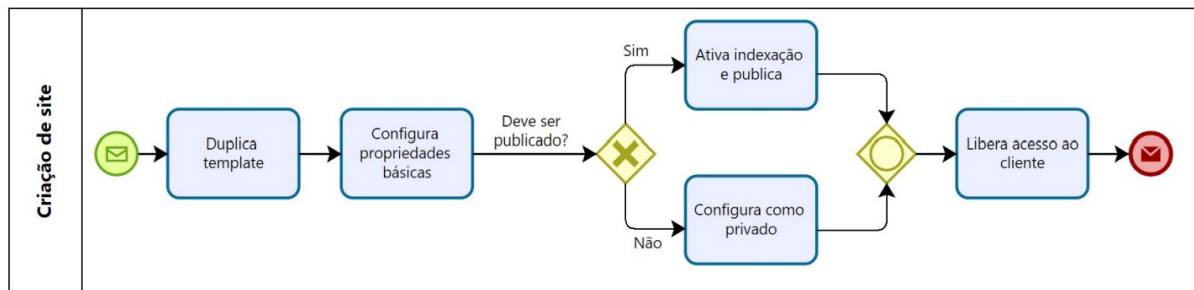 Criação de site
Duplica
template
Configura
propriedades
básicas
Deve ser
publicado?
Sim
Ativa indexação
e publica
Não
Configura como
privado
Libera acesso ao
cliente